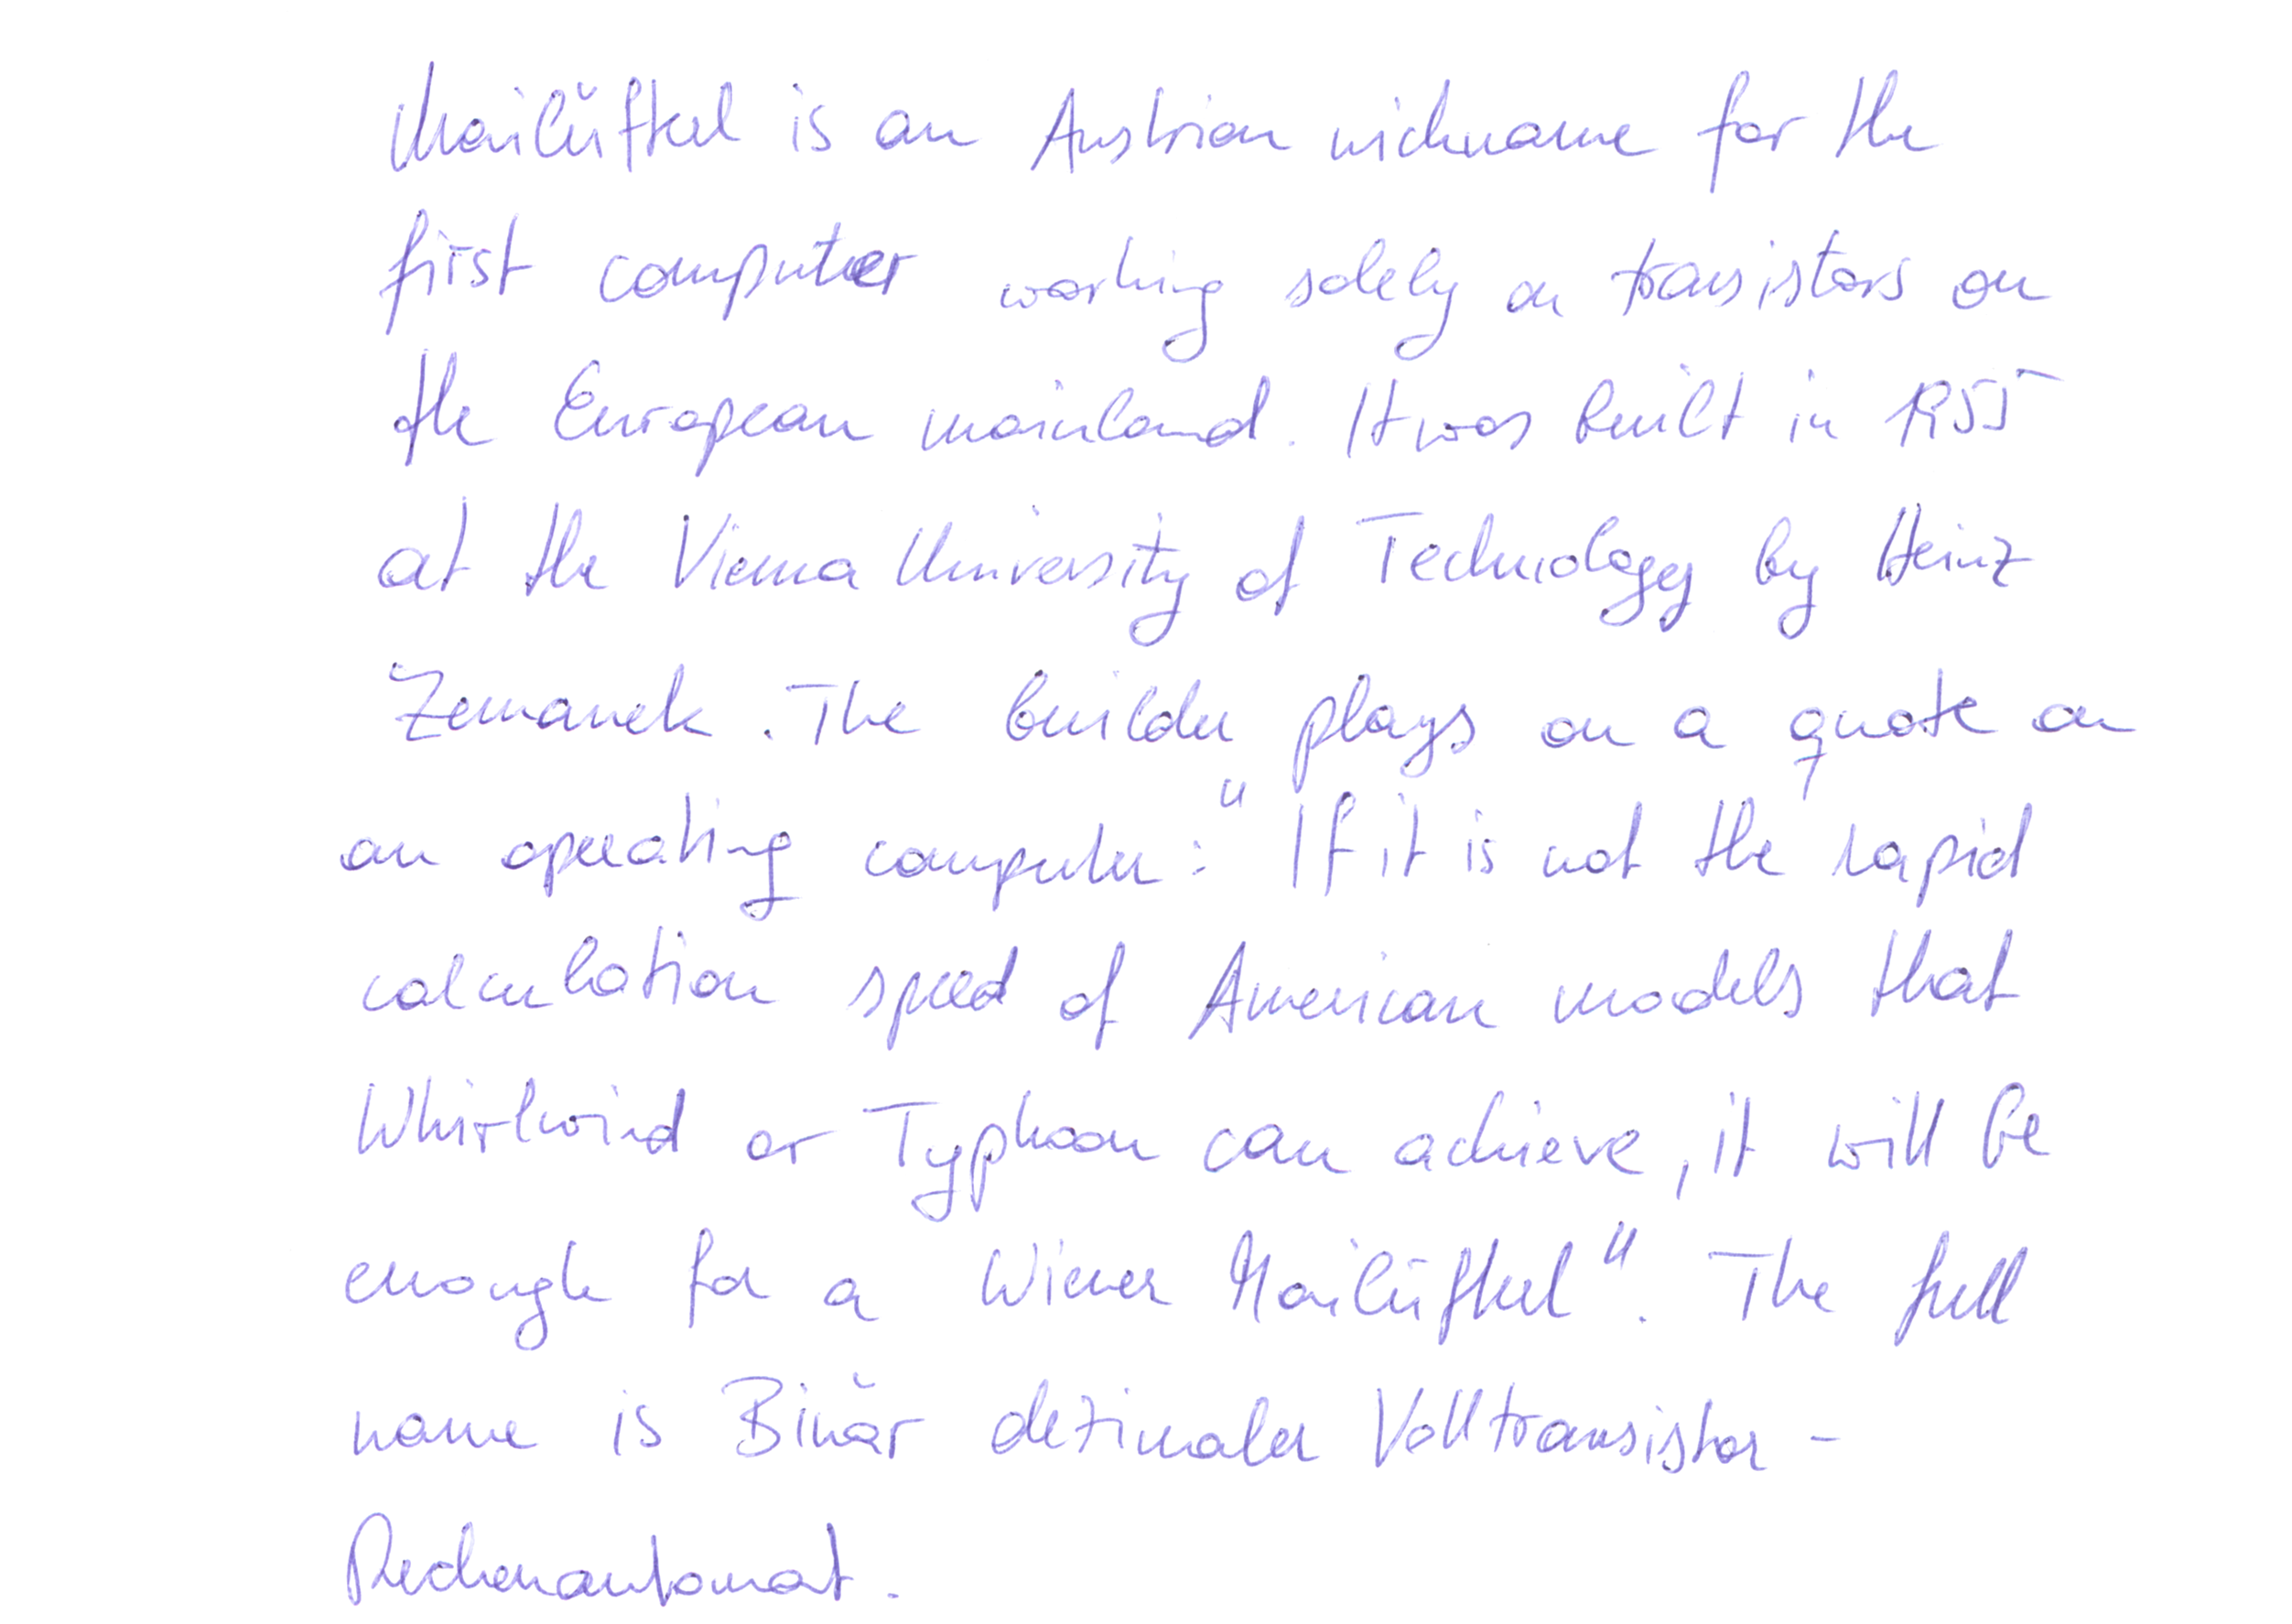 Mailüfterl is an Austrian nickname for the
first computer working solely on transistors on
the European mainland. It was built in 1955
at the Vienna University of Technology by Heinz
Zemanek. The builder plays on a quote on
an operating computer: "If it is not the rapid
calculation speed of American models that
Whirlwind or Typhoon can achieve, it will be
enough for a Wiener Mailüfterl". The full
name is Binär dezimaler Volltransistor-
Rechenautomat.